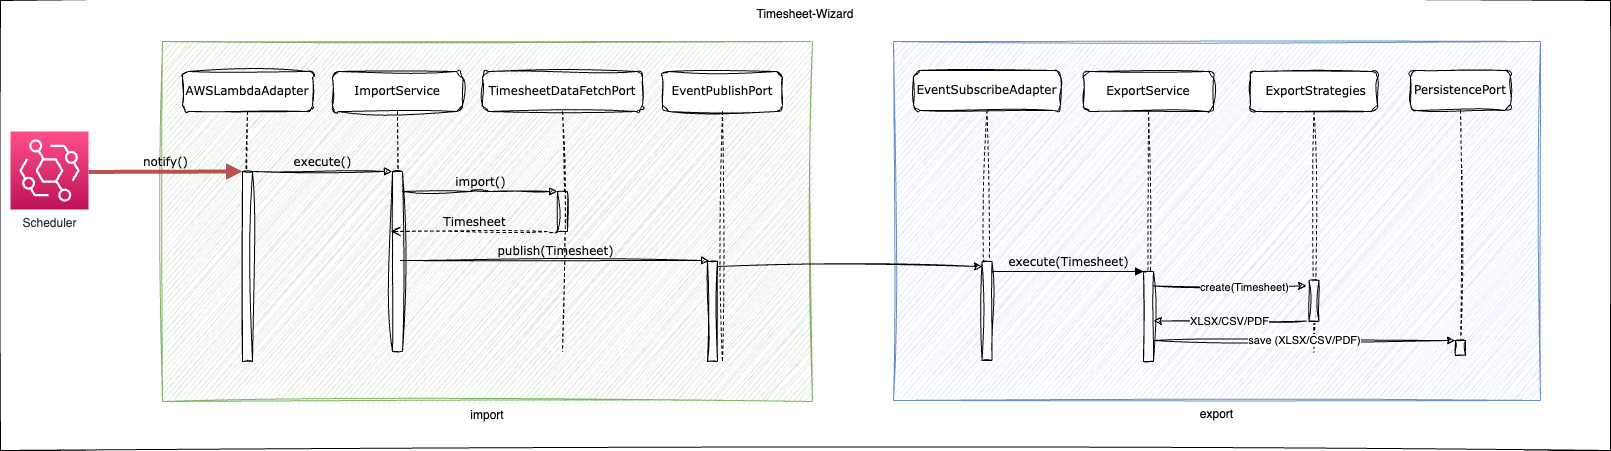 Timesheet-Wizard
AWSLambdaAdapter
ImportService
TimesheetDataFetchPort
EventPublishPort
EventSubscribeAdapter
ExportService
ExportStrategies
PersistencePort
notify()
execute()
import()
Timesheet
publish(Timesheet)
execute(Timesheet)
create(Timesheet)
XLSX/CSV/PDF
save (XLSX/CSV/PDF)
Scheduler
import
export